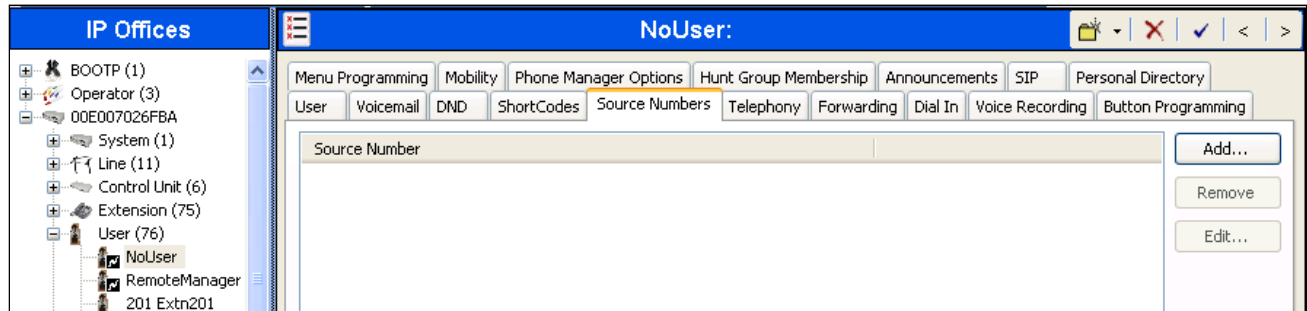 IP Offices
BOOTP (1)
Operator (3)
00E007026FBA
System (1)
Line (11)
Control Unit (6)
Extension (75)
User (76)
NoUser
RemoteManager
201 Extn201
NoUser:
Menu Programming Mobility Phone Manager Options Hunt Group Membership Announcements SIP Personal Directory
User Voicemail DND ShortCodes Source Numbers Telephony Forwarding Dial In Voice Recording Button Programming
Source Number
Add...
Remove
Edit...